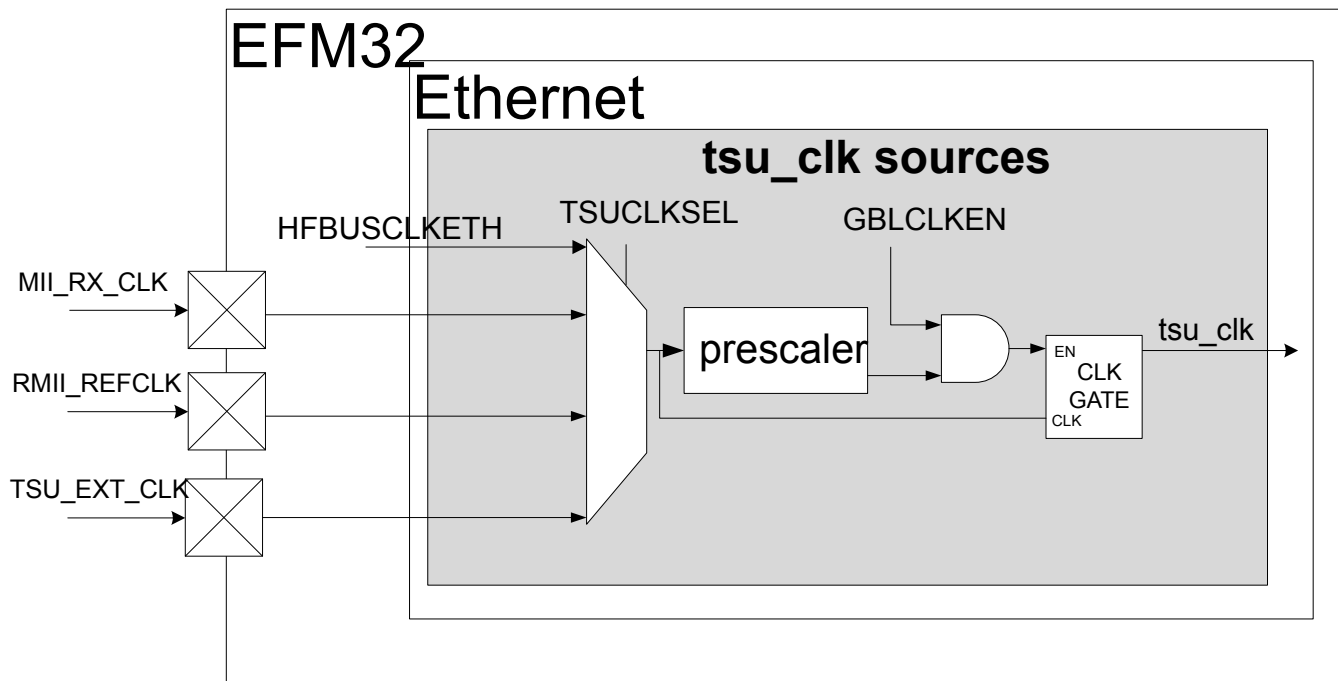 EFM32
Ethernet
tsu_clk sources
TSUCLKSEL
GBLCLKEN
HFBUSCLKETH
MII_RX_CLK
tsu_clk
prescaler
EN
CLK
GATE
CLK
RMII_REFCLK
TSU_EXT_CLK